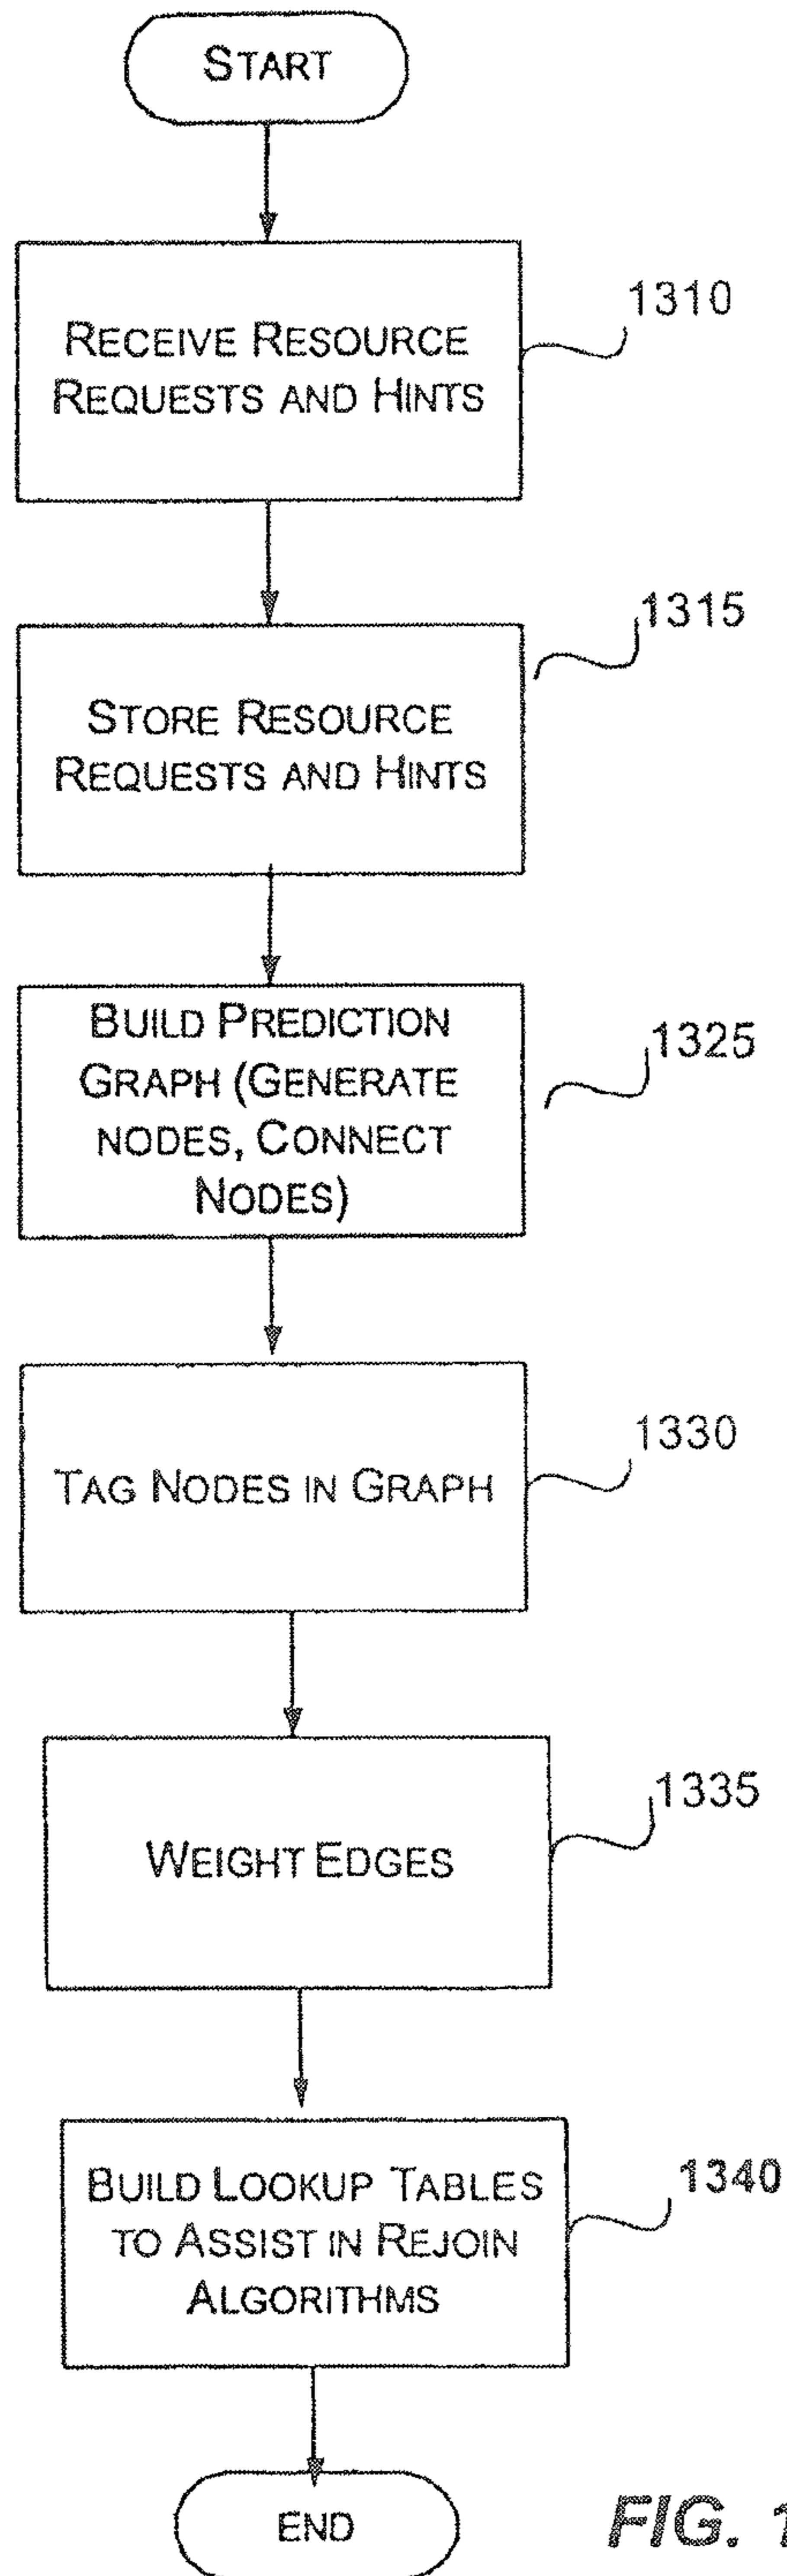 START
RECEIVE RESOURCE
REQUESTS AND HINTS
1310
STORE RESOURCE
REQUESTS AND HINTS
1315
BUILD PREDICTION
GRAPH (GENERATE
NODES, CONNECT
NODES)
1325
TAG NODES IN GRAPH
1330
WEIGHT EDGES
1335
BUILD LOOKUP TABLES
TO ASSIST IN REJOIN
ALGORITHMS
1340
END
FIG. 1